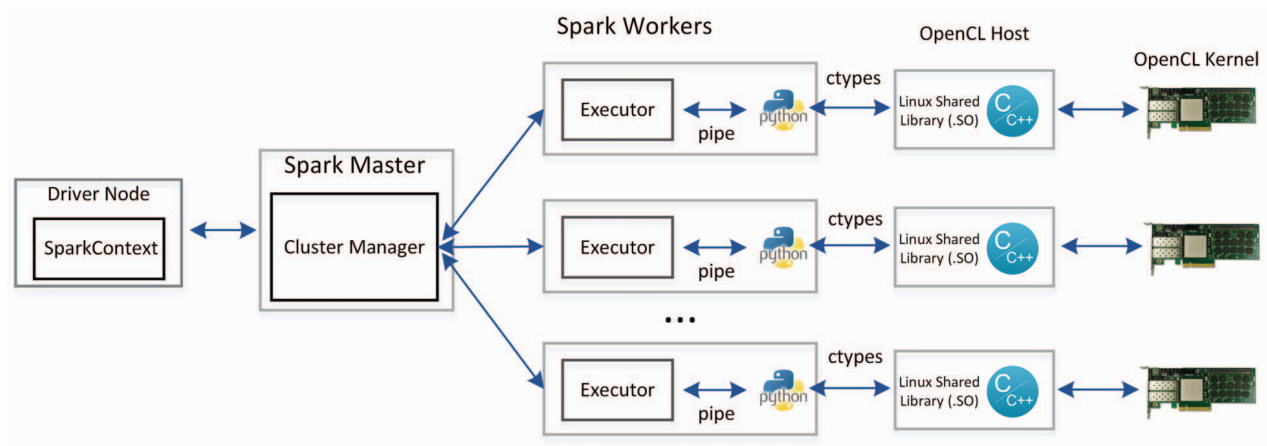 Spark Workers
OpenCL Host
OpenCL Kernel
Driver Node
SparkContext
Spark Master
Cluster Manager
Executor
pipe
python
ctypes
Linux Shared
Library (.SO)
C
C++
Executor
pipe
python
ctypes
Linux Shared
Library (.SO)
C
C++
...
Executor
pipe
python
ctypes
Linux Shared
Library (.SO)
C
C++